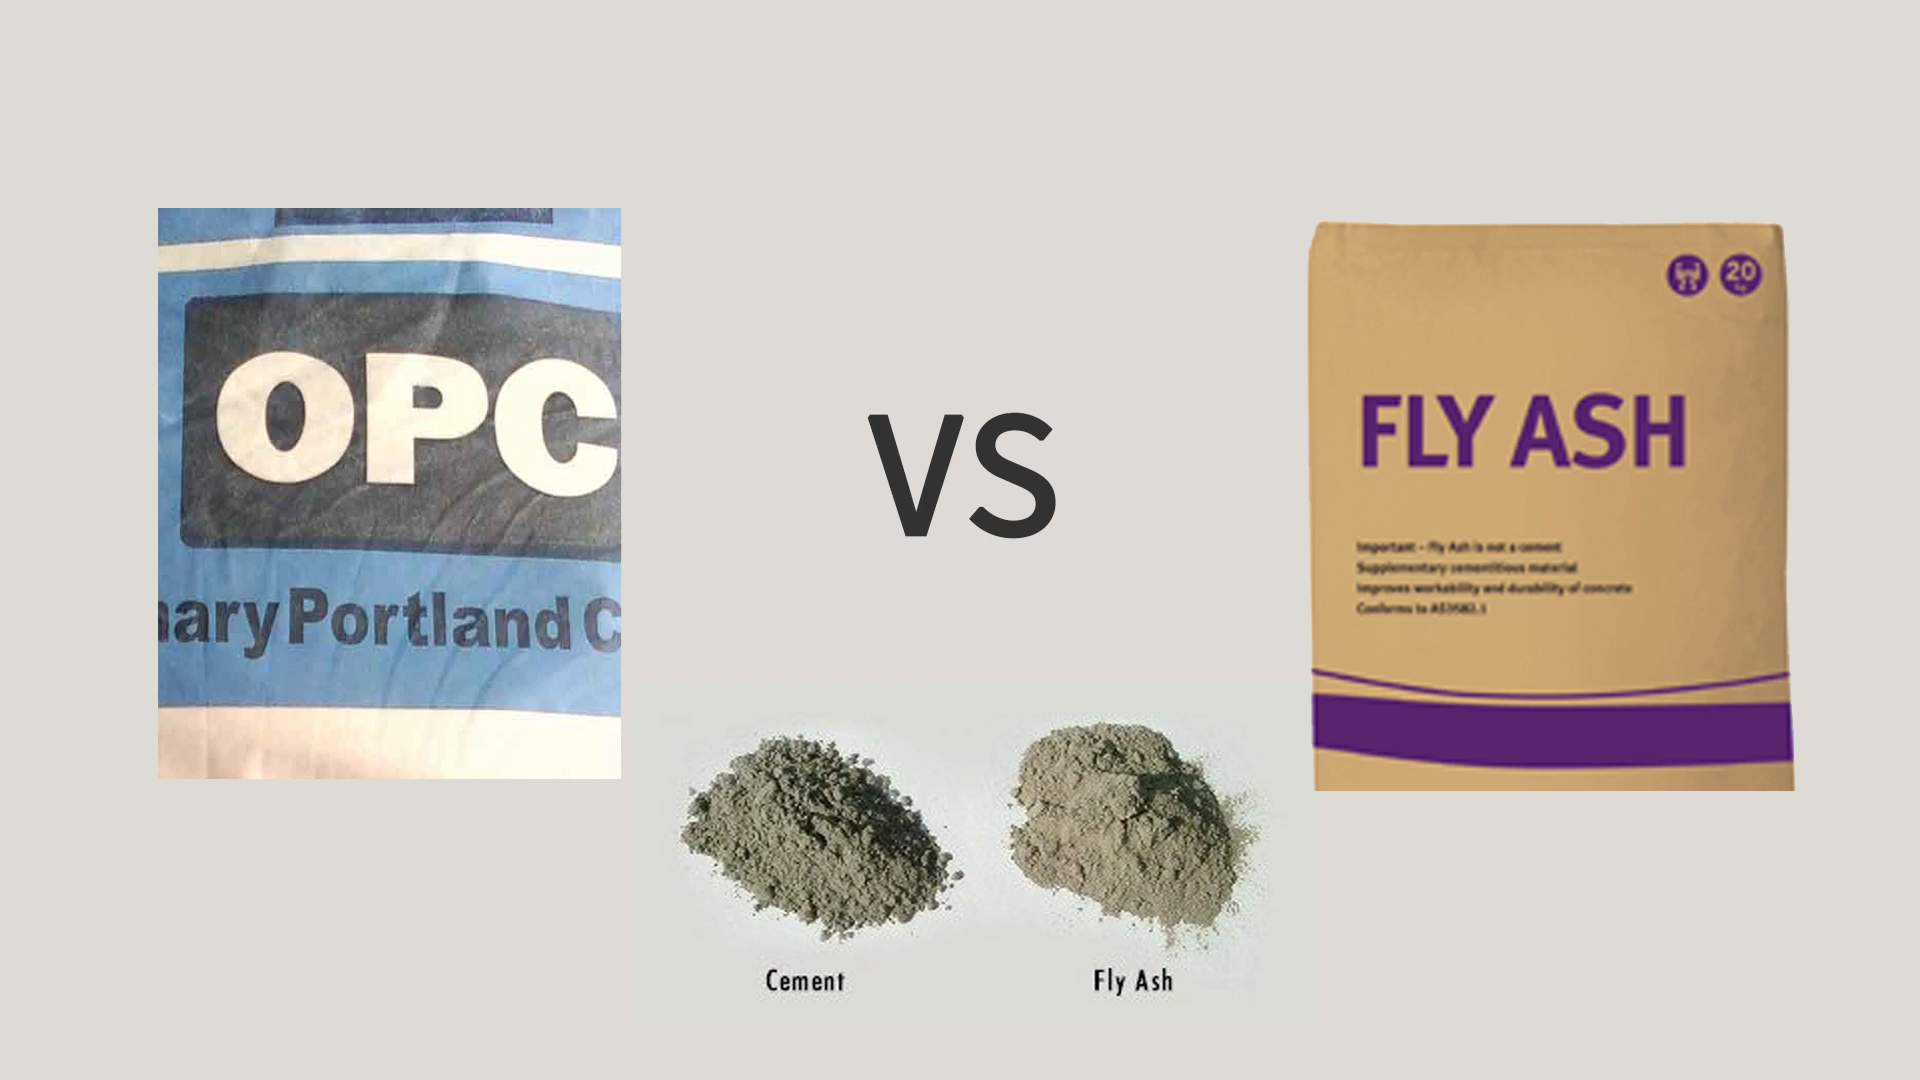 OPC
ary Portland C
VS
20
FLY ASH
Important - Fly Ash is not a cement
Supplementary cementitious material
Improves workability and durability of concrete
Conforms to AS3582.1
Cement
Fly Ash